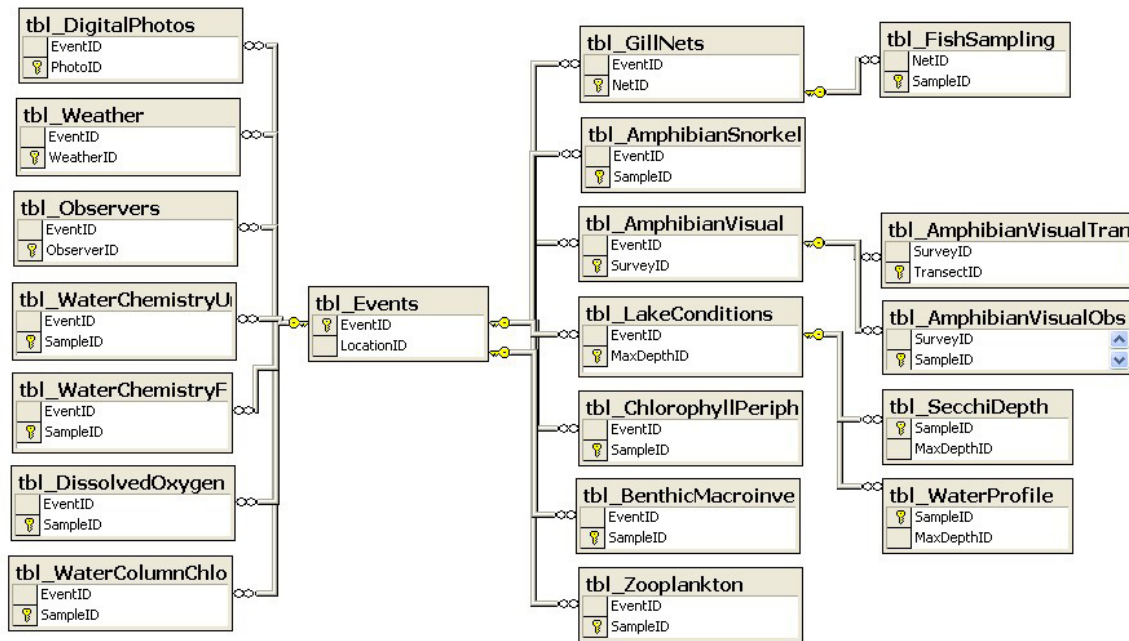 tbl_DigitalPhotos
EventID
PhotoID
tbl_Weather
EventID
WeatherID
tbl_Observers
EventID
ObserverID
tbl_WaterChemistryU
EventID
SampleID
tbl_WaterChemistryF
EventID
SampleID
tbl_DissolvedOxygen
EventID
SampleID
tbl_WaterColumnChlo
EventID
SampleID
tbl_Events
EventID
LocationID
tbl_GillNets
EventID
NetID
tbl_AmphibianSnorkel
EventID
SampleID
tbl_AmphibianVisual
EventID
SurveyID
tbl_LakeConditions
EventID
MaxDepthID
tbl_ChlorophyllPeriph
EventID
SampleID
tbl_BenthicMacroinve
EventID
SampleID
tbl_Zooplankton
EventID
SampleID
tbl_FishSampling
NetID
SampleID
tbl_AmphibianVisualTran
SurveyID
TransectID
tbl_AmphibianVisualObs
SurveyID
SampleID
tbl_SecchiDepth
SampleID
MaxDepthID
tbl_WaterProfile
SampleID
MaxDepthID